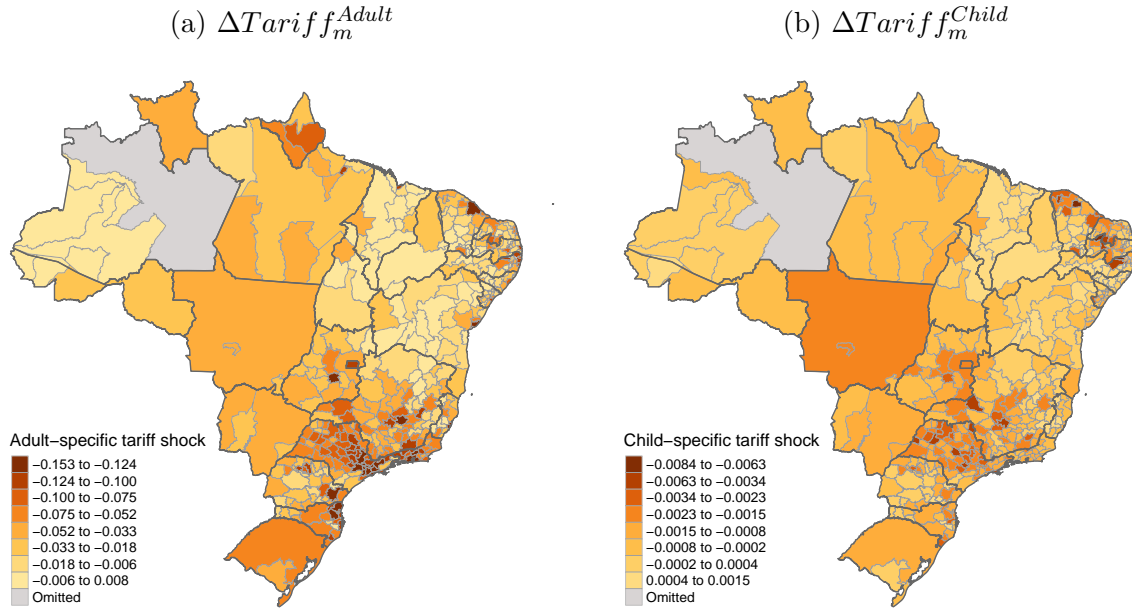 (a) ΔTariff_m^Adult
(b) ΔTariff_m^Child
Adult−specific tariff shock
−0.153 to −0.124
−0.124 to −0.100
−0.100 to −0.075
−0.075 to −0.052
−0.052 to −0.033
−0.033 to −0.018
−0.018 to −0.006
−0.006 to 0.008
Omitted
Child−specific tariff shock
−0.0084 to −0.0063
−0.0063 to −0.0034
−0.0034 to −0.0023
−0.0023 to −0.0015
−0.0015 to −0.0008
−0.0008 to −0.0002
−0.0002 to 0.0004
0.0004 to 0.0015
Omitted